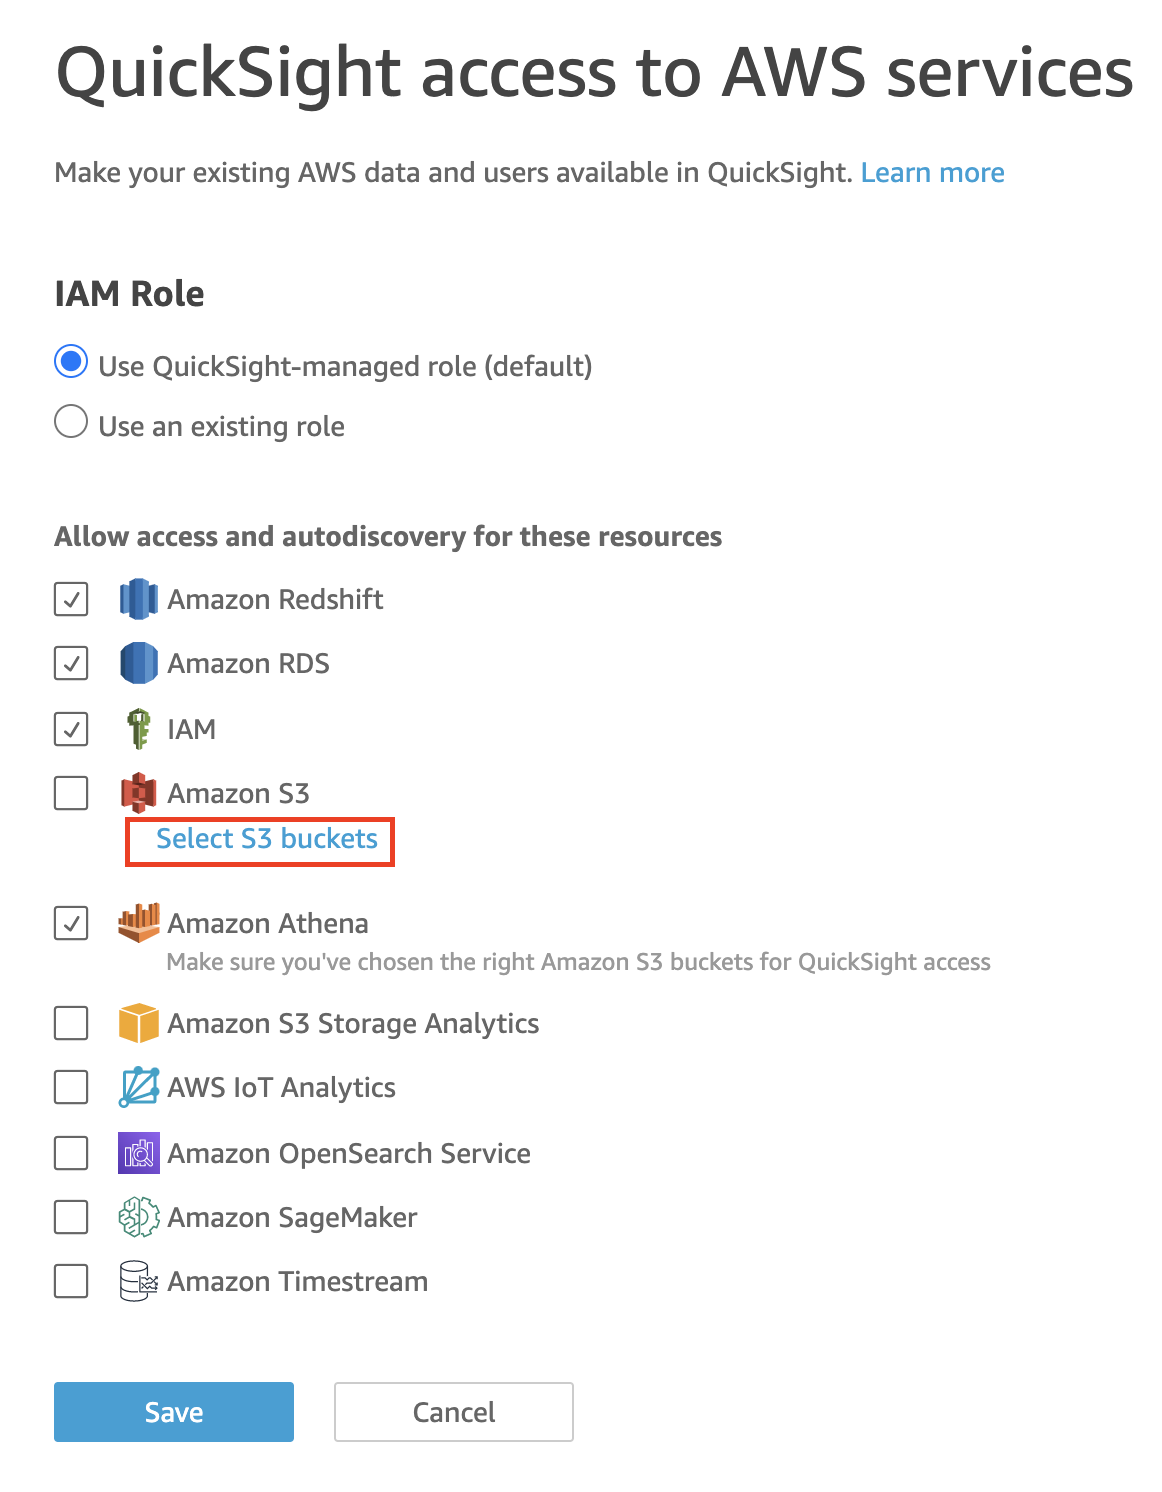 QuickSight access to AWS services
Make your existing AWS data and users available in QuickSight. Learn more
IAM Role
Use QuickSight-managed role (default)
Use an existing role
Allow access and autodiscovery for these resources
Amazon Redshift
Amazon RDS
IAM
Amazon S3
Select S3 buckets
Amazon Athena
Make sure you've chosen the right Amazon S3 buckets for QuickSight access
Amazon S3 Storage Analytics
AWS IoT Analytics
Amazon OpenSearch Service
Amazon SageMaker
Amazon Timestream
Save
Cancel